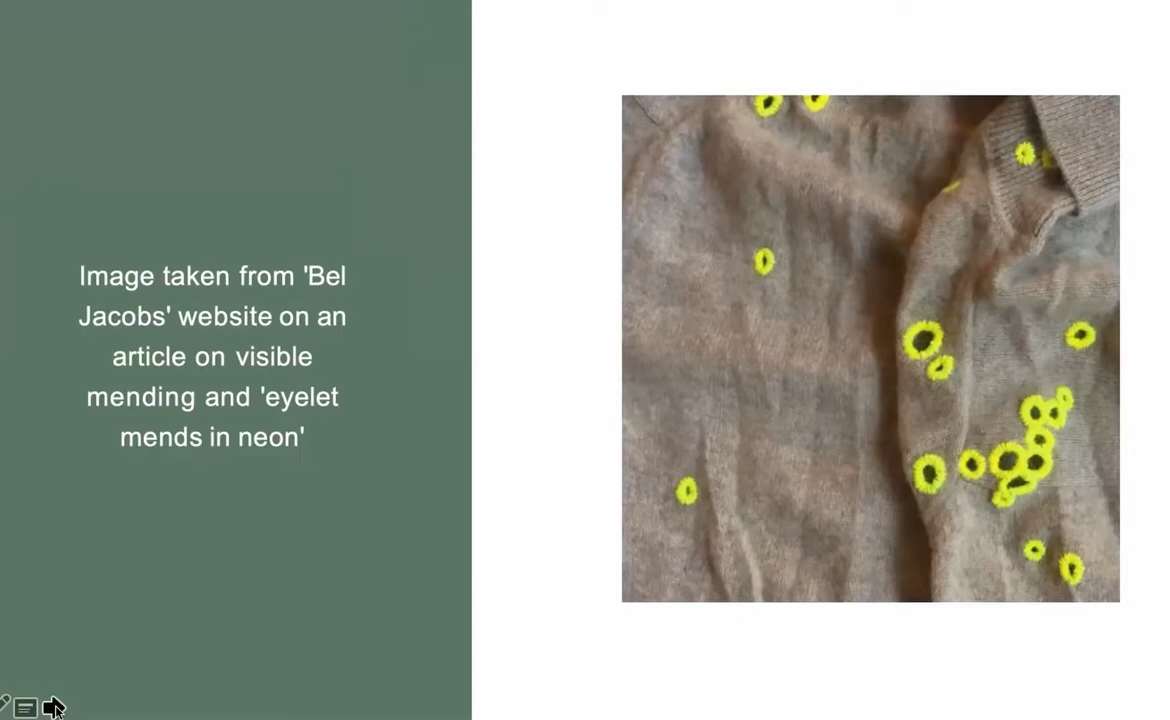 Image taken from 'Bel
Jacobs' website on an
article on visible
mending and 'eyelet
mends in neon'